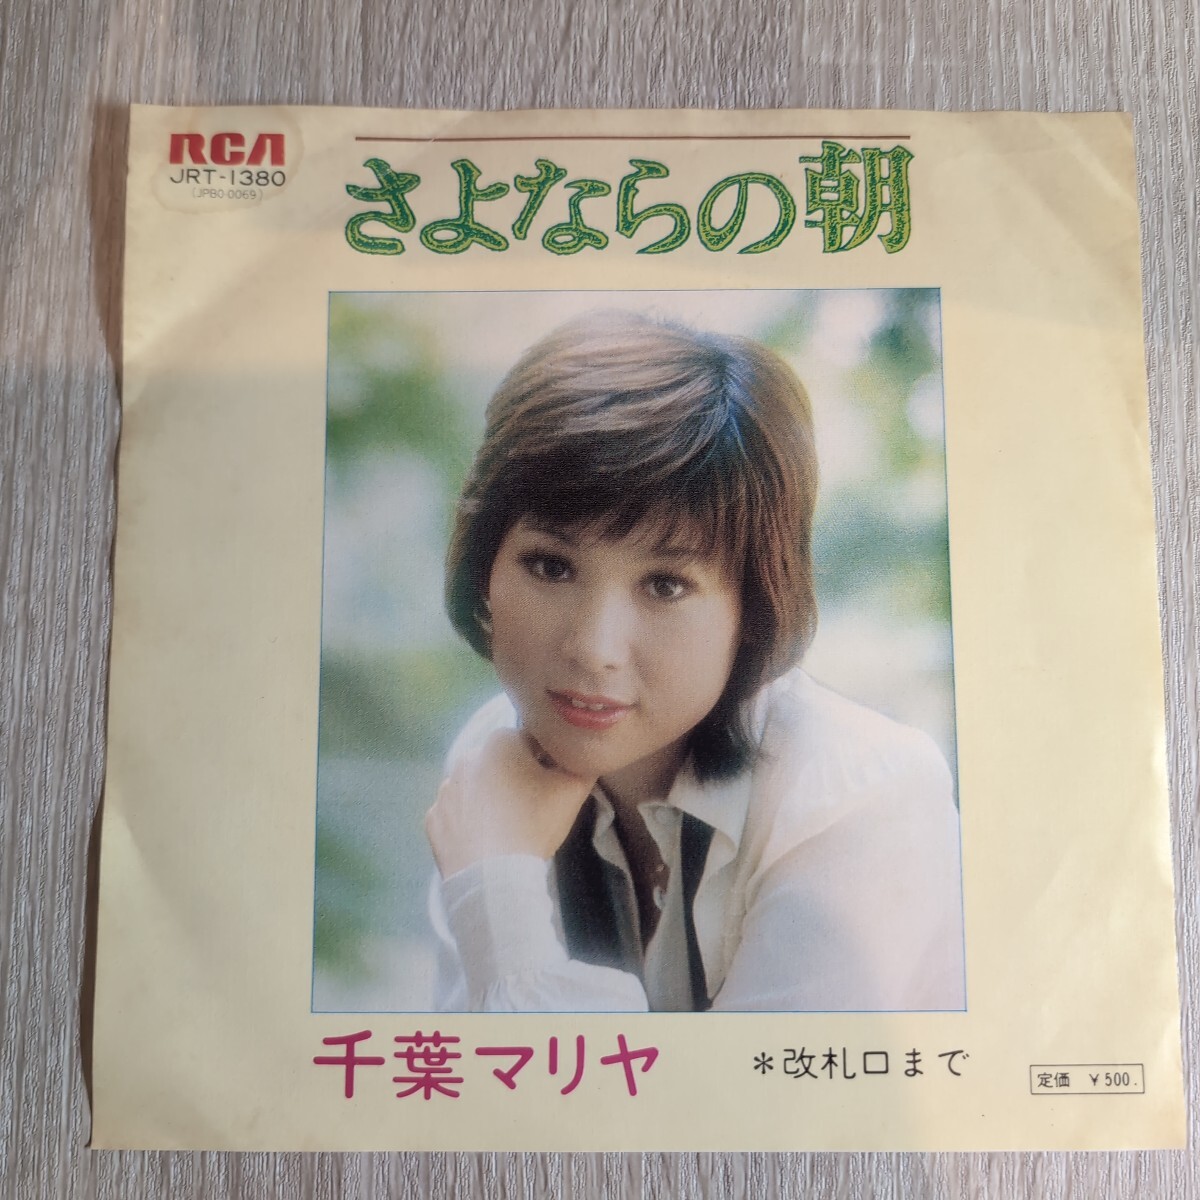 RCA
JRT-1380
(JPBO-0069)
さよならの朝
千葉マリヤ
＊改札口まで
定価 ￥500.